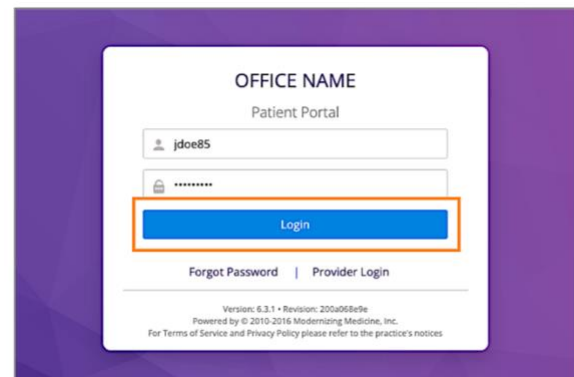 OFFICE NAME
Patient Portal
jdoe85
•••••••••
Login
Forgot Password | Provider Login
Version: 6.3.1 • Revision: 200a068e9e
Powered by © 2010-2016 Modernizing Medicine, Inc.
For Terms of Service and Privacy Policy please refer to the practice's notices